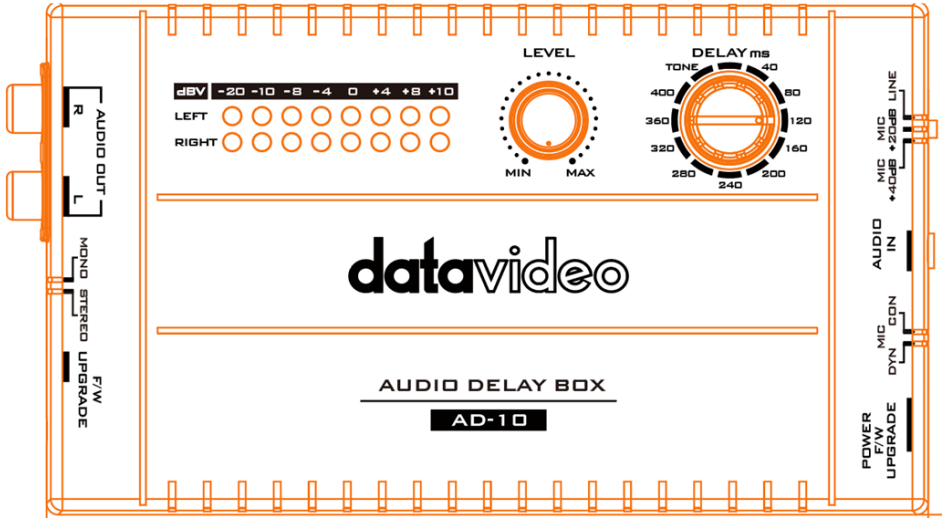 LEVEL
DELAY ms
dBV -20 -10 -8 -4 0 +4 +8 +10
LEFT
RIGHT
MIN MAX
TONE
40
80
120
160
200
240
280
320
360
400
AUDIO OUT
R
L
MONO
STEREO
F/W
UPGRADE
LINE
MIC
+20dB
MIC
+40dB
AUDIO
IN
MIC
CON
DYN
POWER
F/W
UPGRADE
datavideo
AUDIO DELAY BOX
AD-10